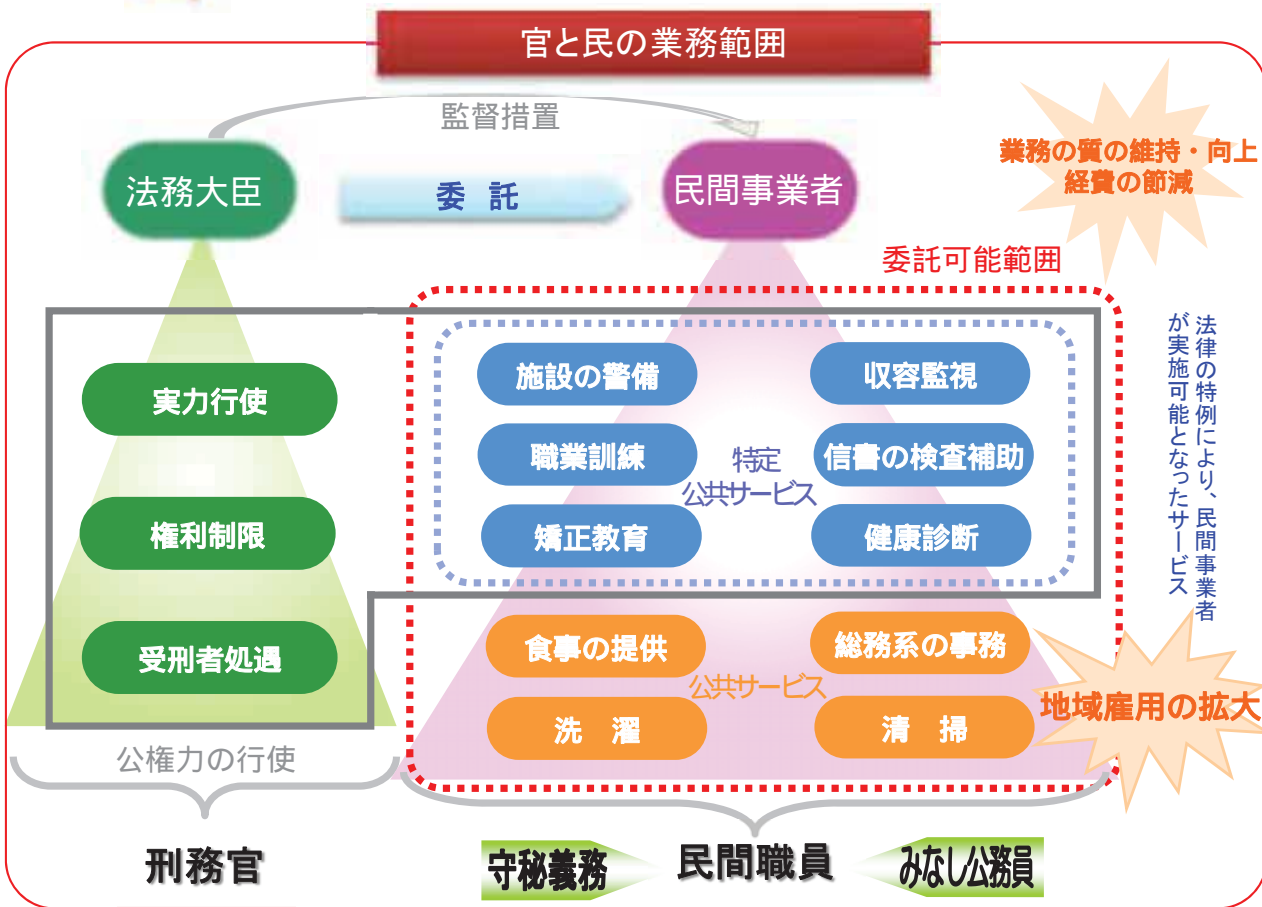 官と民の業務範囲
監督措置
法務大臣
委 託
民間事業者
業務の質の維持・向上
経費の節減
委託可能範囲
実力行使
権利制限
受刑者処遇
施設の警備
収容監視
職業訓練
特定
公共サービス
信書の検査補助
矯正教育
健康診断
法律の特例により、民間事業者
が実施可能となったサービス
食事の提供
総務系の事務
公共サービス
洗 濯
清 掃
地域雇用の拡大
公権力の行使
刑務官
守秘義務
民間職員
みなし公務員